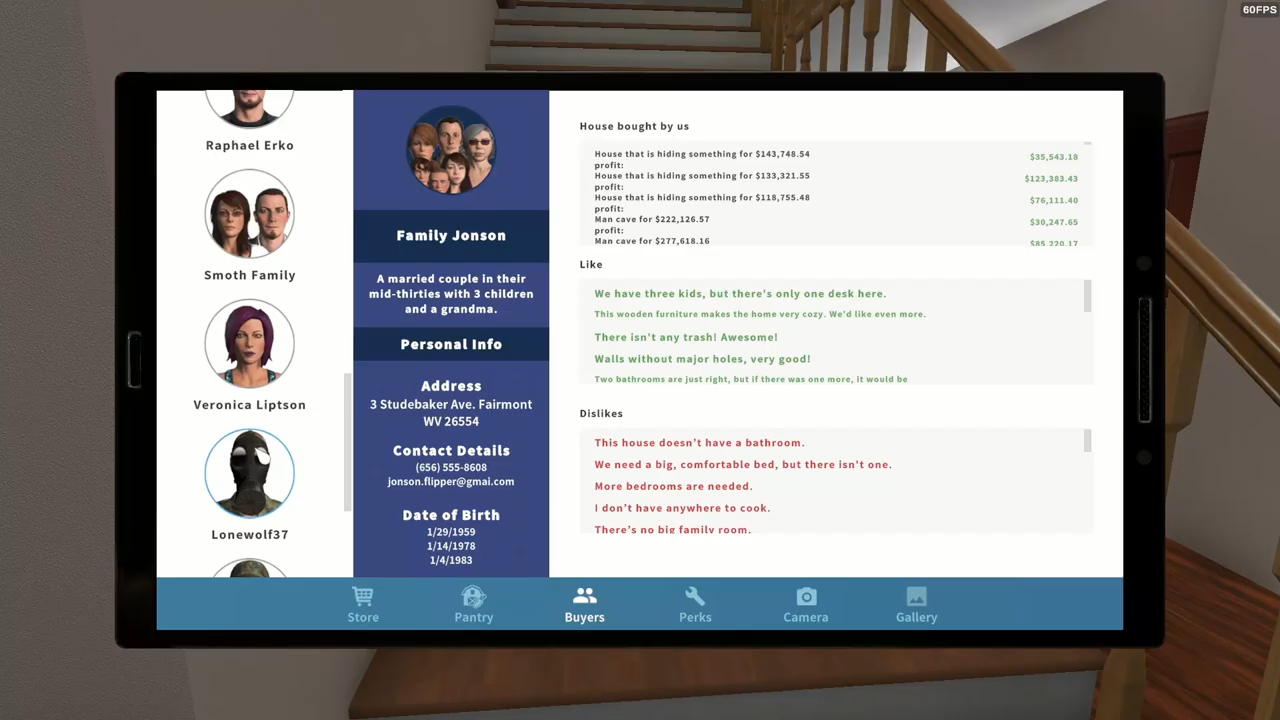 60FPS
Raphael Erko
Smoth Family
Veronica Liptson
Lonewolf37
Family Jonson
A married couple in their
mid-thirties with 3 children
and a grandma.
Personal Info
Address
3 Studebaker Ave. Fairmont
WV 26554
Contact Details
(656) 555-8608
jonson.flipper@gmai.com
Date of Birth
1/29/1959
1/14/1978
1/4/1983
House bought by us
House that is hiding something for $143,748.54
profit: $35,543.18
House that is hiding something for $133,321.55
profit: $123,383.43
House that is hiding something for $118,755.48
profit: $76,111.40
Man cave for $222,126.57
profit: $30,247.65
Man cave for $277,618.16
$85,220.17
Like
We have three kids, but there's only one desk here.
This wooden furniture makes the home very cozy. We'd like even more.
There isn't any trash! Awesome!
Walls without major holes, very good!
Two bathrooms are just right, but if there was one more, it would be
Dislikes
This house doesn't have a bathroom.
We need a big, comfortable bed, but there isn't one.
More bedrooms are needed.
I don't have anywhere to cook.
There's no big family room.
Store
Pantry
Buyers
Perks
Camera
Gallery